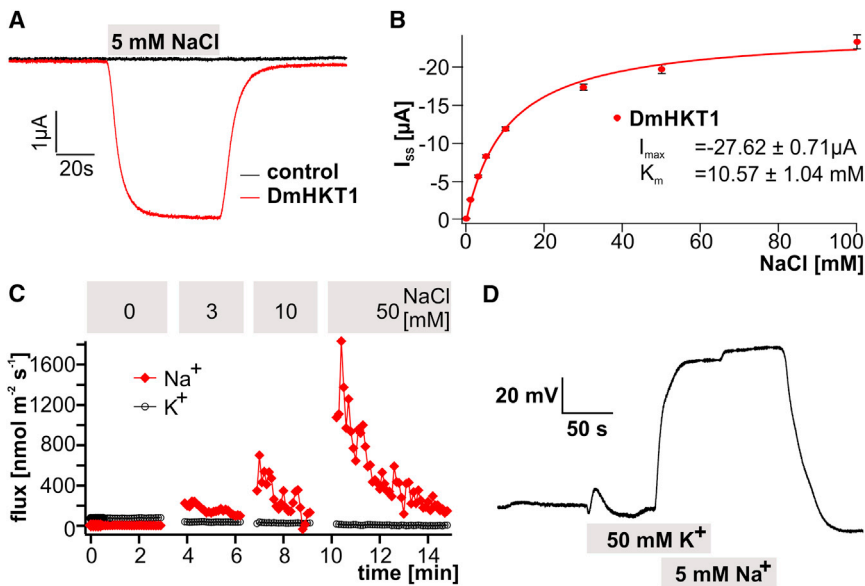 A
5 mM NaCl
1µA
20s
control
DmHKT1
B
I_ss [µA]
-20
-15
-10
-5
0
DmHKT1
I_max =-27.62 ± 0.71µA
K_m =10.57 ± 1.04 mM
0 20 40 60 80 100
NaCl [mM]
C
0 3 10 50 NaCl
[mM]
flux [nmol m⁻² s⁻¹]
1600
1200
800
400
0
Na⁺
K⁺
0 2 4 6 8 10 12 14
time [min]
D
20 mV
50 s
50 mM K⁺
5 mM Na⁺